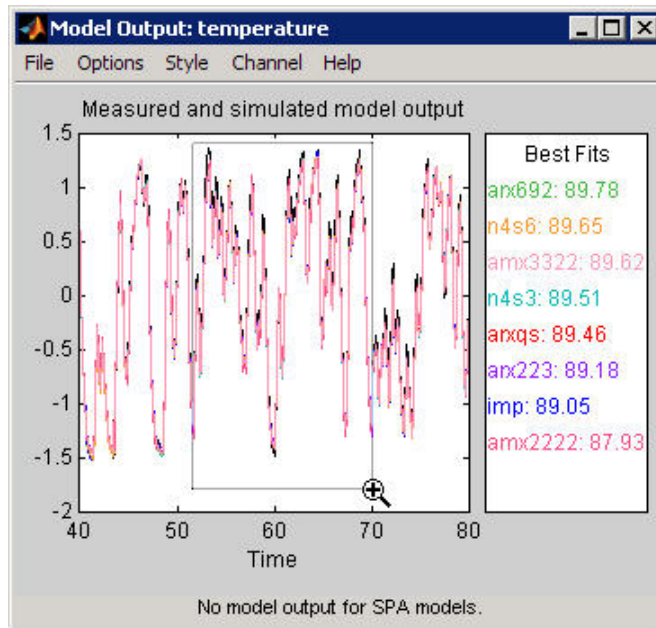 Model Output: temperature
File Options Style Channel Help
Measured and simulated model output
1.5
1
0.5
0
-0.5
-1
-1.5
-2
40 50 60 70 80
Time
Best Fits
arx692: 89.78
n4s6: 89.65
amx3322: 89.62
n4s3: 89.51
arxqs: 89.46
arx223: 89.18
imp: 89.05
amx2222: 87.93
No model output for SPA models.